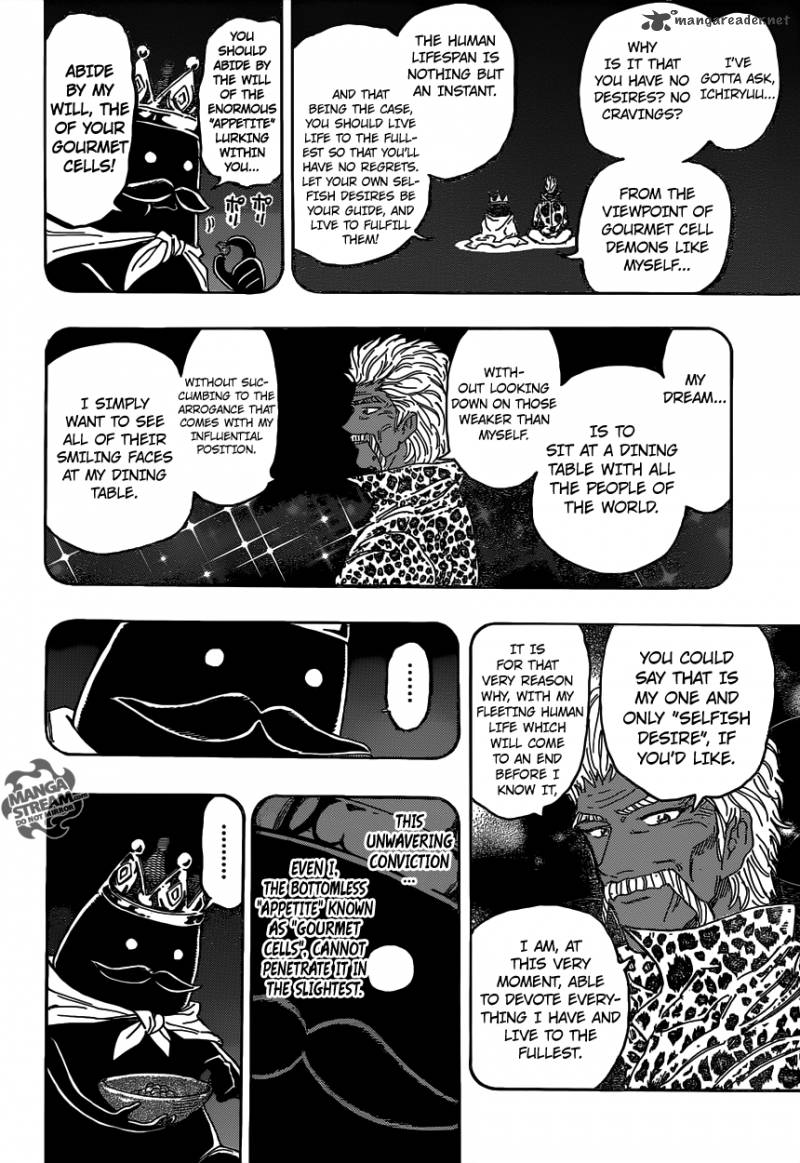 mangareader.net
I'VE
GOTTA ASK,
ICHIRYUU...
WHY
IS IT THAT
YOU HAVE NO
DESIRES? NO
CRAVINGS?
FROM THE
VIEWPOINT OF
GOURMET CELL
DEMONS LIKE
MYSELF...
THE HUMAN
LIFESPAN IS
NOTHING BUT
AN INSTANT.
AND THAT
BEING THE CASE,
YOU SHOULD LIVE
LIFE TO THE FULL-
EST SO THAT YOU'LL
HAVE NO REGRETS.
LET YOUR OWN SEL-
FISH DESIRES BE
YOUR GUIDE, AND
LIVE TO FULFILL
THEM!
YOU
SHOULD
ABIDE BY
THE WILL
OF THE
ENORMOUS
"APPETITE"
LURKING
WITHIN
YOU...
ABIDE
BY MY
WILL, THE
OF YOUR
GOURMET
CELLS!
ポリ
ポリ
MY
DREAM...
IS TO
SIT AT A DINING
TABLE WITH ALL
THE PEOPLE OF
THE WORLD.
WITH-
OUT LOOKING
DOWN ON THOSE
WEAKER THAN
MYSELF.
WITHOUT SUC-
CUMBING TO THE
ARROGANCE THAT
COMES WITH MY
INFLUENTIAL
POSITION.
I SIMPLY
WANT TO SEE
ALL OF THEIR
SMILING FACES
AT MY DINING
TABLE.
YOU COULD
SAY THAT IS
MY ONE AND
ONLY "SELFISH
DESIRE", IF
YOU'D LIKE.
IT IS
FOR THAT
VERY REASON
WHY, WITH MY
FLEETING HUMAN
LIFE WHICH
WILL COME
TO AN END
BEFORE I
KNOW IT,
I AM, AT
THIS VERY
MOMENT, ABLE
TO DEVOTE EVERY-
THING I HAVE AND
LIVE TO THE
FULLEST.
......
THIS
UNWAVERING
CONVICTION
...
EVEN I,
THE BOTTOMLESS
"APPETITE" KNOWN
AS "GOURMET
CELLS", CANNOT
PENETRATE IT IN
THE SLIGHTEST.
........
MANGA
STREAM.COM
DO NOT MIRROR